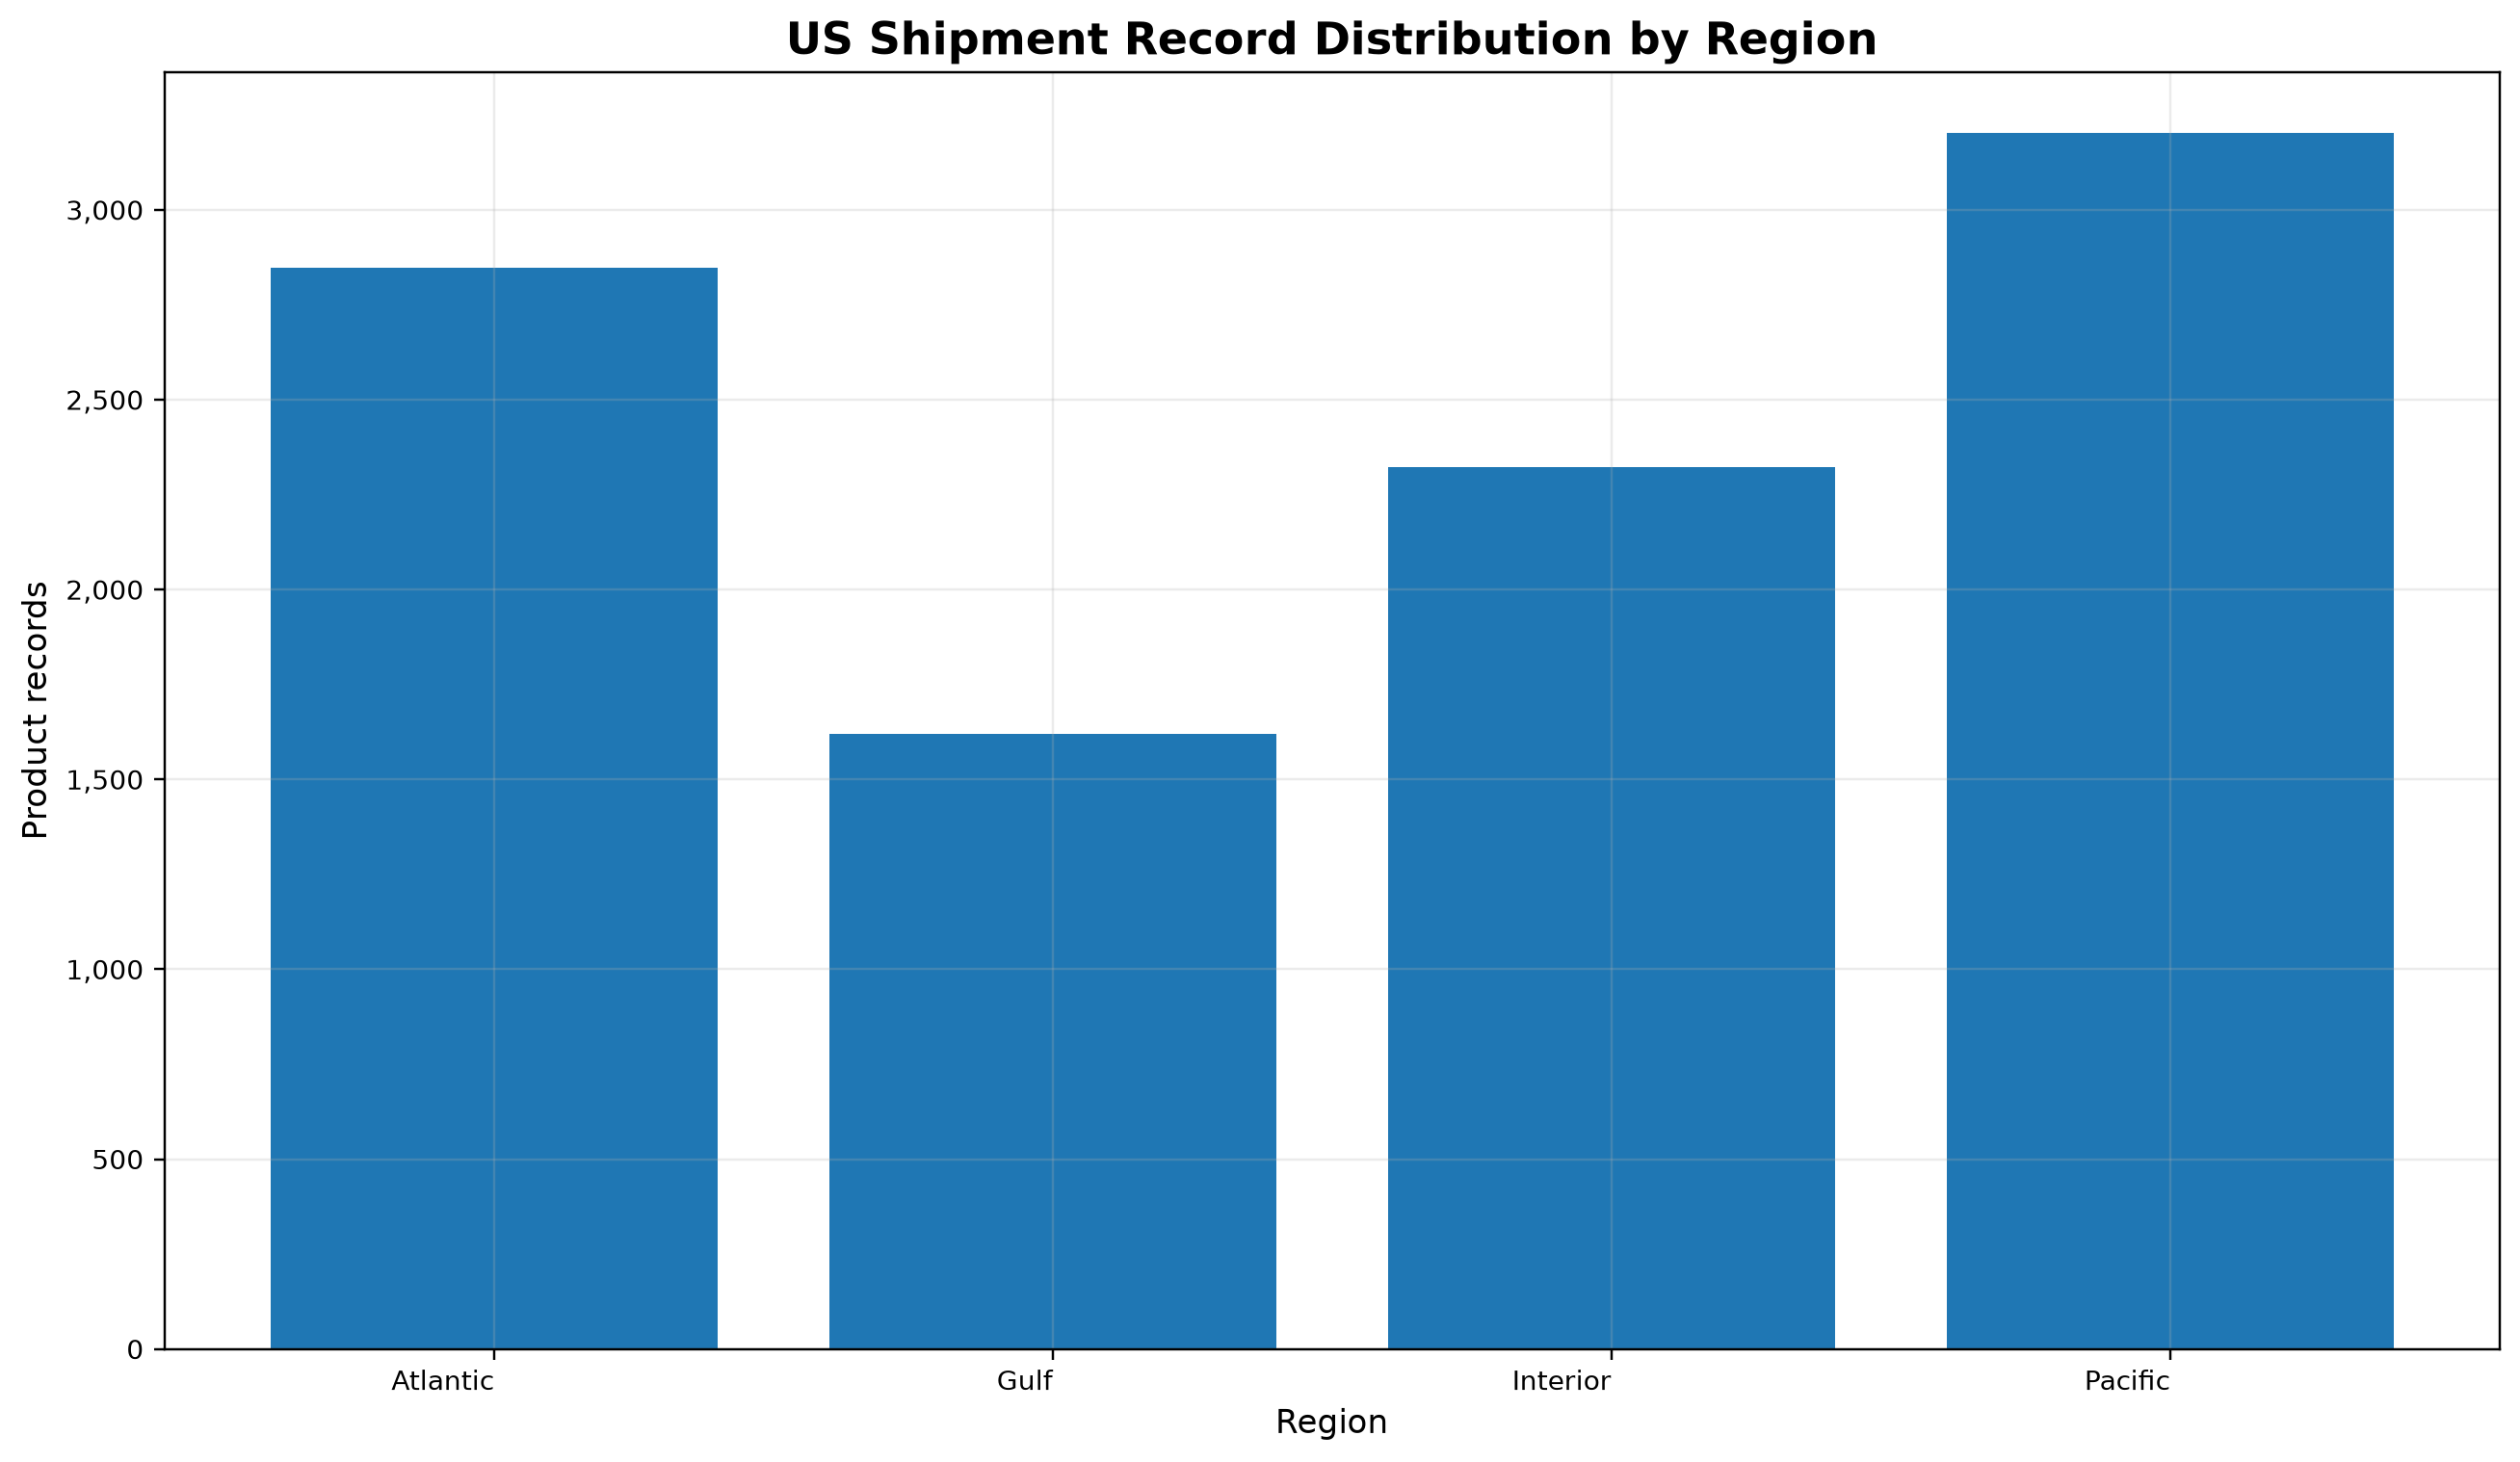 US Shipment Record Distribution by Region
Product records
3,000
2,500
2,000
1,500
1,000
500
0
Atlantic Gulf Interior Pacific
Region